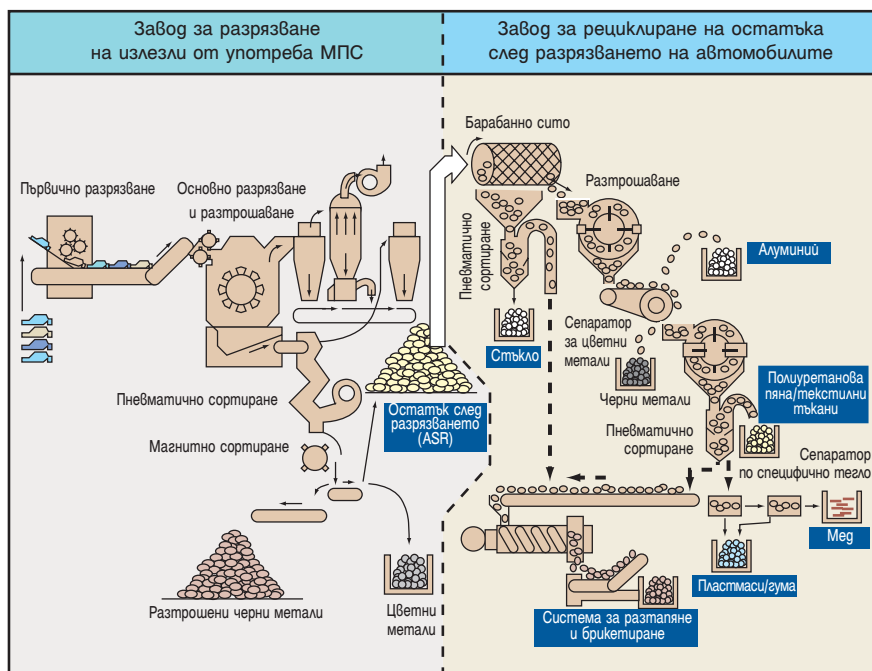 Завод за разрязване
на излезли от употреба МПС
Завод за рециклиране на остатъка
след разрязването на автомобилите
Първично разрязване
Основно разрязване
и разтрошаване
Пневматично сортиране
Магнитно сортиране
Разтрошени черни метали
Цветни
метали
Остатък след
разрязването
(ASR)
Барабанно сито
Разтрошаване
Пневматично
сортиране
Алуминий
Стъкло
Сепаратор
за цветни
метали
Черни метали
Полиуретанова
пяна/текстилни
тъкани
Пневматично
сортиране
Сепаратор
по специфично тегло
Мед
Пластмаси/гума
Система за разтапяне
и брикетиране